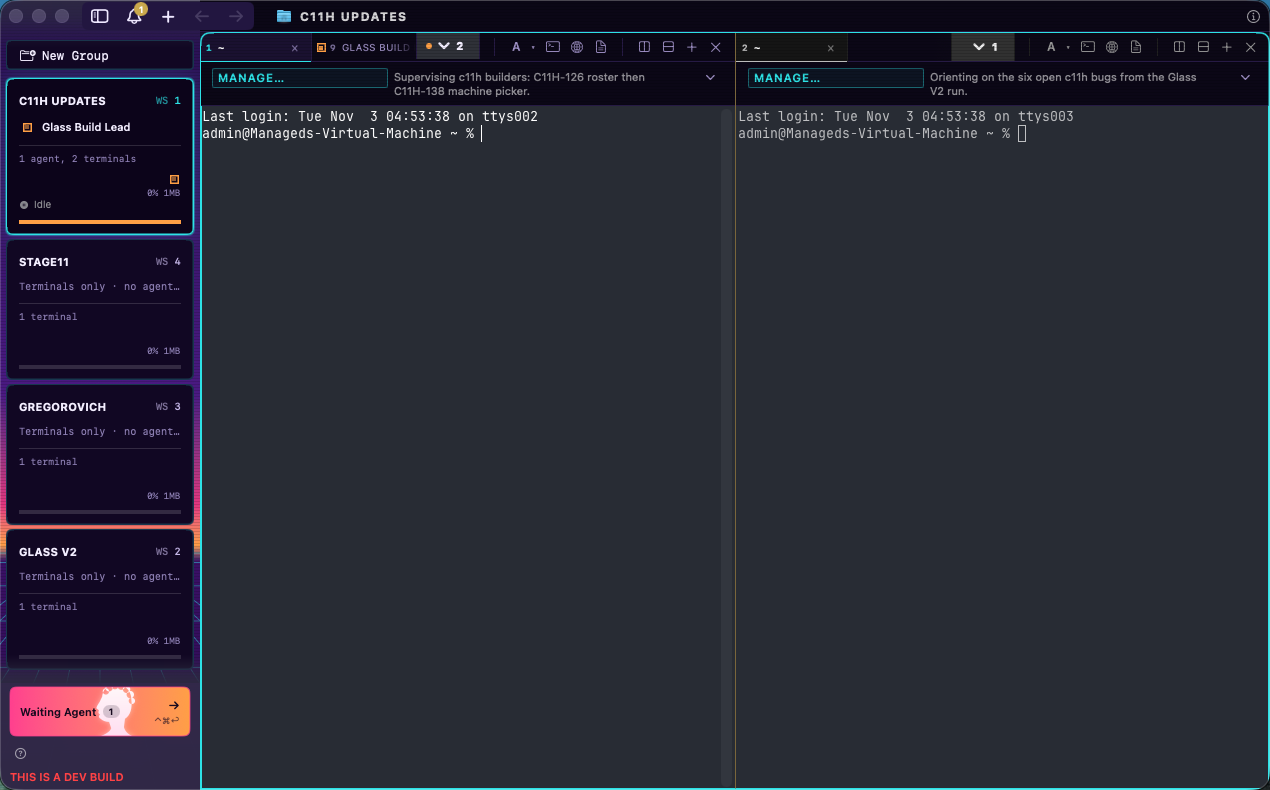 1
C11H UPDATES
New Group
C11H UPDATES WS 1
Glass Build Lead
1 agent, 2 terminals
0% 1MB
Idle
STAGE11 WS 4
Terminals only · no agent…
1 terminal
0% 1MB
GREGOROVICH WS 3
Terminals only · no agent…
1 terminal
0% 1MB
GLASS V2 WS 2
Terminals only · no agent…
1 terminal
0% 1MB
Waiting Agent 1
^⌘↩
THIS IS A DEV BUILD
1 ~ × 9 GLASS BUILD 2 A
MANAGE… Supervising c11h builders: C11H-126 roster then
C11H-138 machine picker.
Last login: Tue Nov  3 04:53:38 on ttys002
admin@Manageds-Virtual-Machine ~ %
2 ~ × 1 A
MANAGE… Orienting on the six open c11h bugs from the Glass
V2 run.
Last login: Tue Nov  3 04:53:38 on ttys003
admin@Manageds-Virtual-Machine ~ %